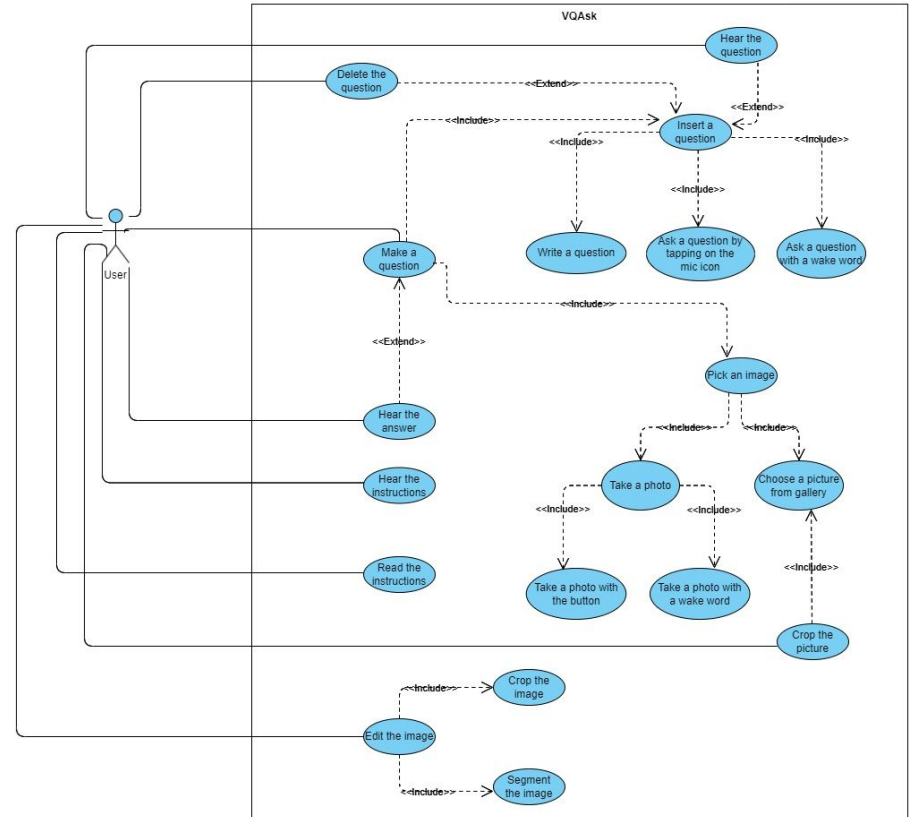 VQAsk
Hear the
question
Delete the
question
<<Extend>>
<<Extend>>
<<Include>>
Insert a
question
<<Include>>
<<Include>>
<<Include>>
User
Make a
question
Write a question
Ask a question by
tapping on the
mic icon
Ask a question
with a wake word
<<Include>>
<<Extend>>
Pick an image
Hear the
answer
<<Include>>
<<Include>>
Hear the
instructions
Take a photo
Choose a picture
from gallery
<<Include>>
<<Include>>
<<Include>>
Read the
instructions
Take a photo with
the button
Take a photo with
a wake word
Crop the
picture
Crop the
image
<<Include>>
Edit the image
<<Include>>
Segment
the image